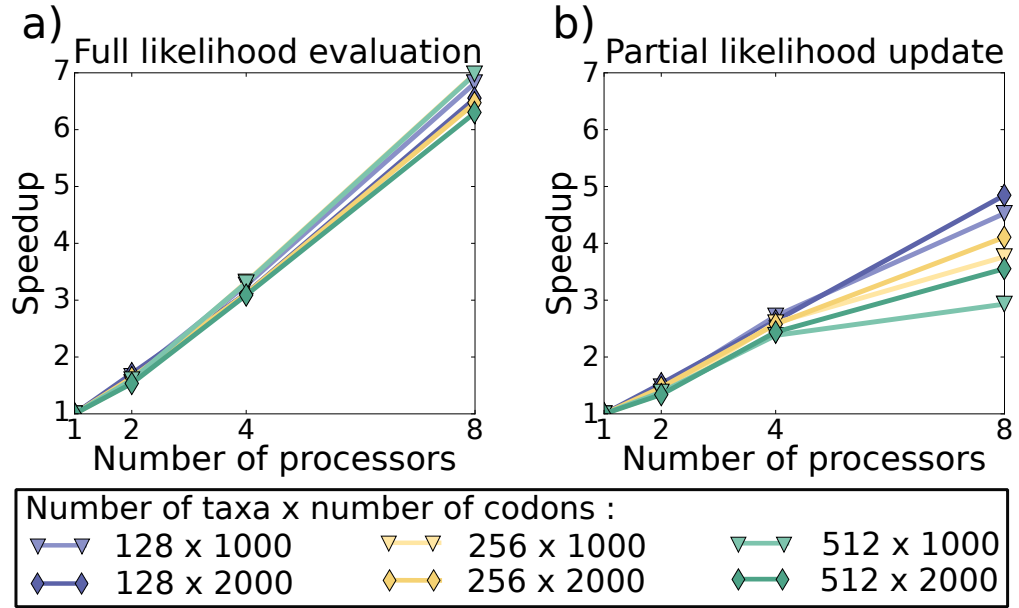 a)
Full likelihood evaluation
7
6
5
4
3
2
1
Speedup
1 2 4 8
Number of processors
b)
Partial likelihood update
7
6
5
4
3
2
1
Speedup
1 2 4 8
Number of processors
Number of taxa x number of codons :
128 x 1000
256 x 1000
512 x 1000
128 x 2000
256 x 2000
512 x 2000